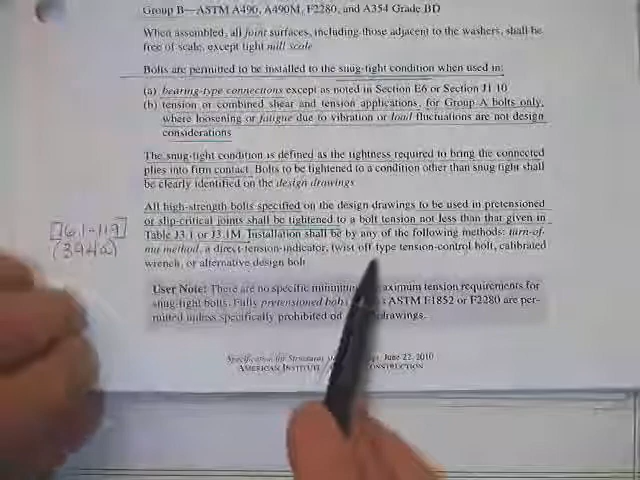 Group B—ASTM A490, A490M, F2280, and A354 Grade BD
When assembled, all joint surfaces, including those adjacent to the washers, shall be
free of scale, except tight mill scale
Bolts are permitted to be installed to the snug-tight condition when used in:
(a) bearing-type connections except as noted in Section E6 or Section J1 10
(b) tension or combined shear and tension applications, for Group A bolts only,
where loosening or fatigue due to vibration or load fluctuations are not design
considerations
The snug-tight condition is defined as the tightness required to bring the connected
plies into firm contact. Bolts to be tightened to a condition other than snug tight shall
be clearly identified on the design drawings
All high-strength bolts specified on the design drawings to be used in pretensioned
or slip-critical joints shall be tightened to a bolt tension not less than that given in
Table J3.1 or J3.1M. Installation shall be by any of the following methods: turn-of-
nut method, a direct-tension-indicator, twist off type tension-control bolt, calibrated
wrench, or alternative design bolt
[16.1-119]
User Note: There are no specific minimum maximum tension requirements for
snug-tight bolts. Fully pretensioned ASTM F1852 or F2280 are per-
mitted unless specifically prohibited drawings.
June 22, 2010
AMERICAN CONSTRUCTION